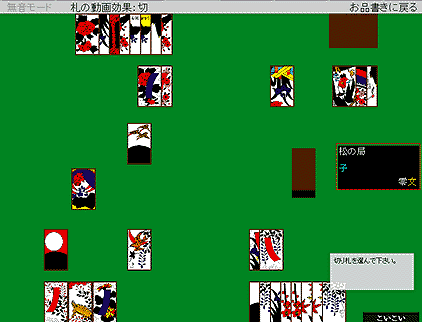 無音モード 札の動画効果:切 お品書きに戻る
松の局
子
零文
切り札を選んで下さい。
こいこい